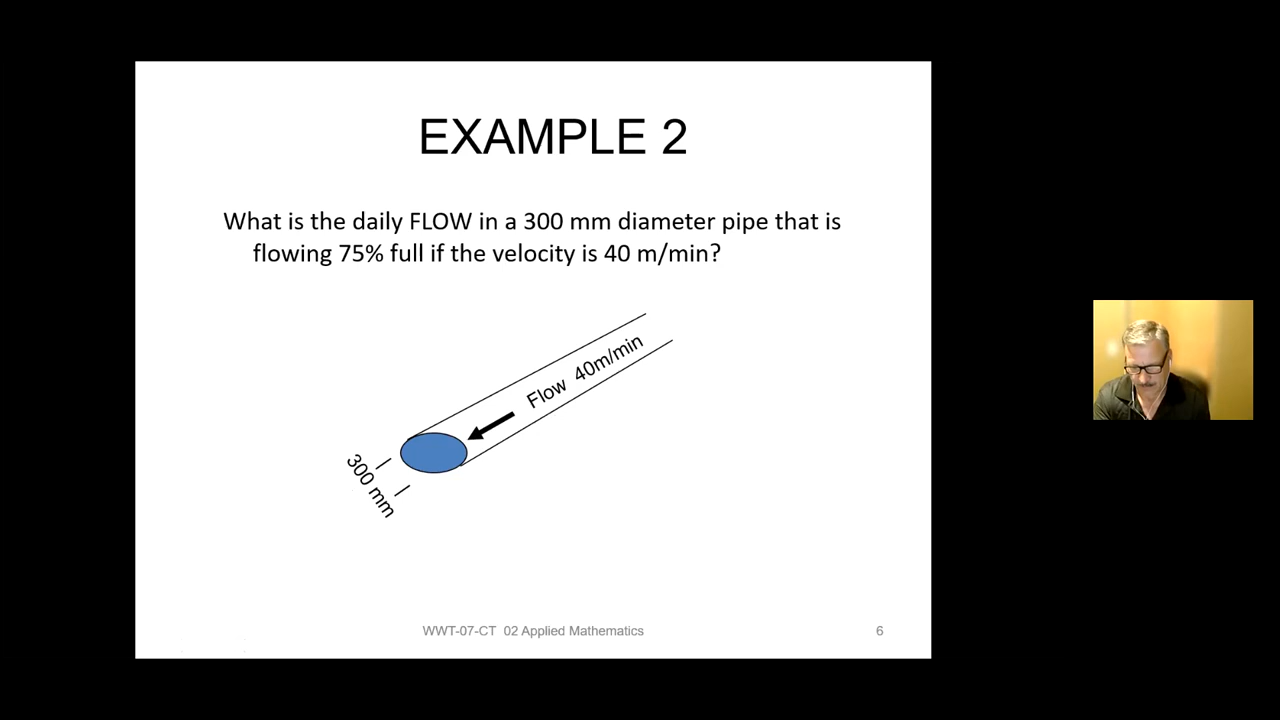 EXAMPLE 2
What is the daily FLOW in a 300 mm diameter pipe that is
flowing 75% full if the velocity is 40 m/min?
Flow 40m/min
300 mm
WWT-07-CT 02 Applied Mathematics
6